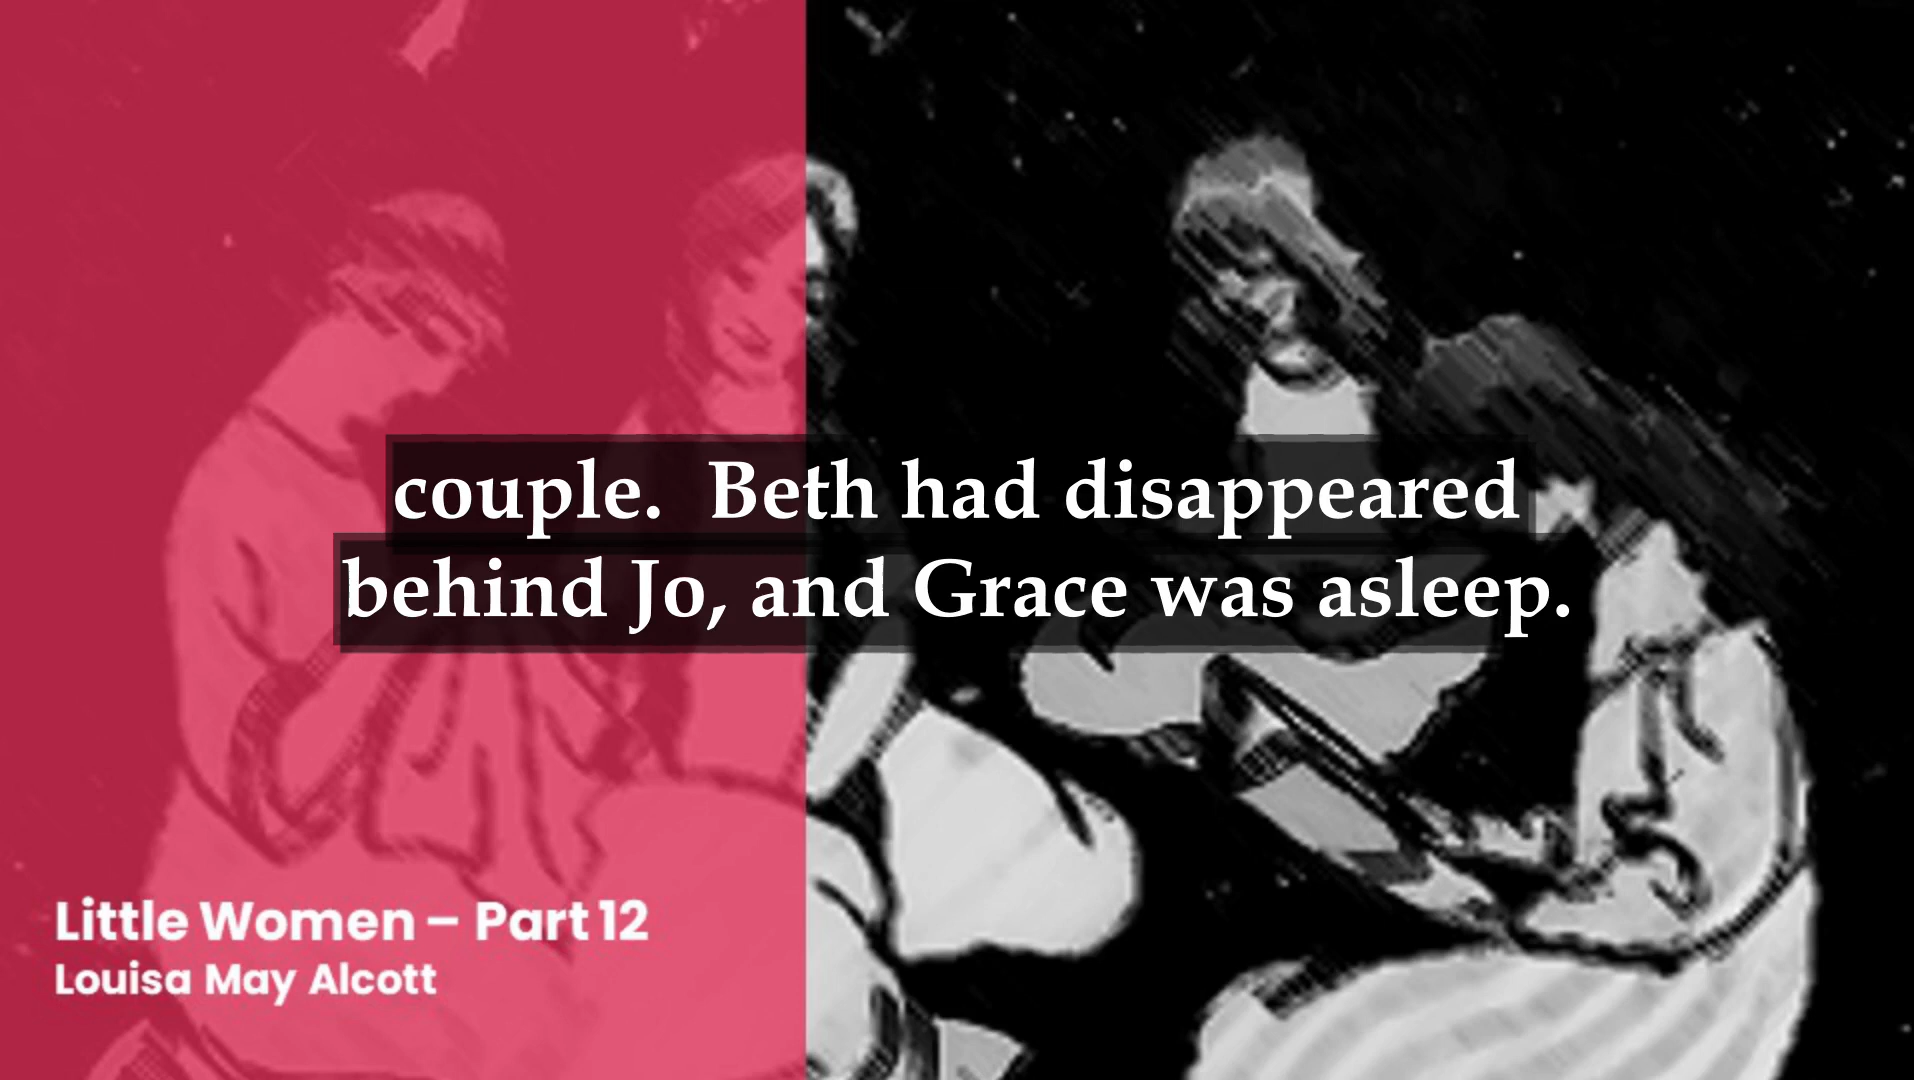 couple.  Beth had disappeared
behind Jo, and Grace was asleep.
Little Women – Part 12
Louisa May Alcott